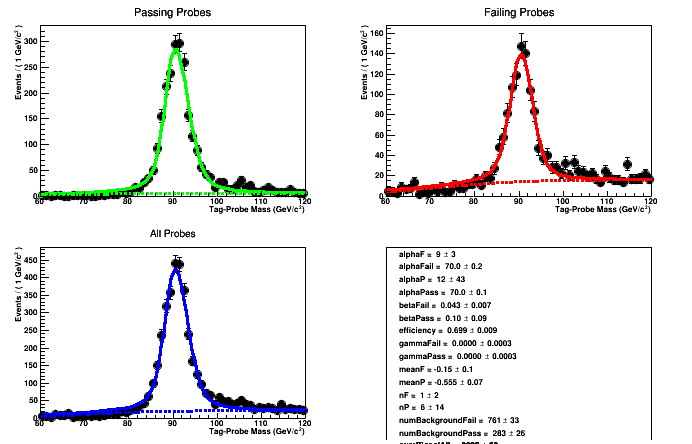 Passing Probes
Events / ( 1 GeV/c² )
300
250
200
150
100
50
0
60 70 80 90 100 110 120
Tag-Probe Mass (GeV/c²)
Failing Probes
Events / ( 1 GeV/c² )
160
140
120
100
80
60
40
20
0
60 70 80 90 100 110 120
Tag-Probe Mass (GeV/c²)
All Probes
Events / ( 1 GeV/c² )
450
400
350
300
250
200
150
100
50
0
60 70 80 90 100 110 120
Tag-Probe Mass (GeV/c²)
alphaF = 9 ± 3
alphaFail = 70.0 ± 0.2
alphaP = 12 ± 43
alphaPass = 70.0 ± 0.1
betaFail = 0.043 ± 0.007
betaPass = 0.10 ± 0.09
efficiency = 0.699 ± 0.009
gammaFail = 0.0000 ± 0.0003
gammaPass = 0.0000 ± 0.0003
meanF = -0.15 ± 0.1
meanP = -0.555 ± 0.07
nF = 1 ± 2
nP = 6 ± 14
numBackgroundFail = 761 ± 33
numBackgroundPass = 283 ± 26